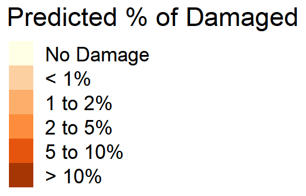 Predicted % of Damaged
No Damage
< 1%
1 to 2%
2 to 5%
5 to 10%
> 10%